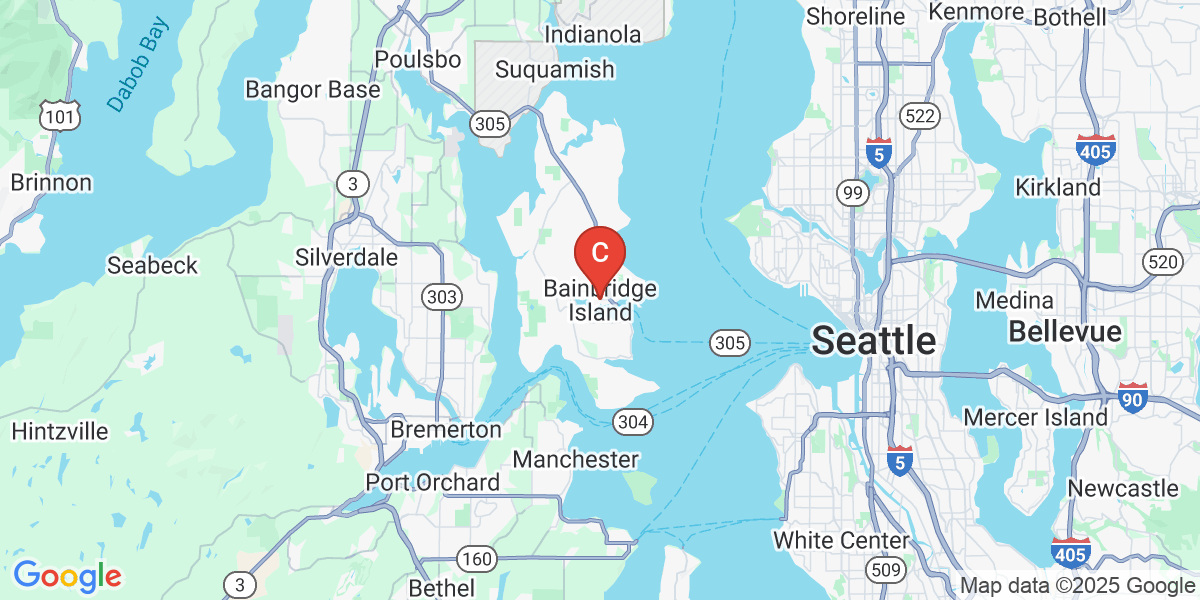 Shoreline
Kenmore
Bothell
Indianola
Poulsbo
Suquamish
Dabob Bay
Bangor Base
101
305
522
5
405
Brinnon
3
99
Kirkland
C
Seabeck
Silverdale
520
303
Bainbridge
Island
Medina
305
Seattle
Bellevue
90
Hintzville
Bremerton
304
Mercer Island
Manchester
5
Port Orchard
Newcastle
White Center
405
160
509
3
Bethel
Google
Map data ©2025 Google